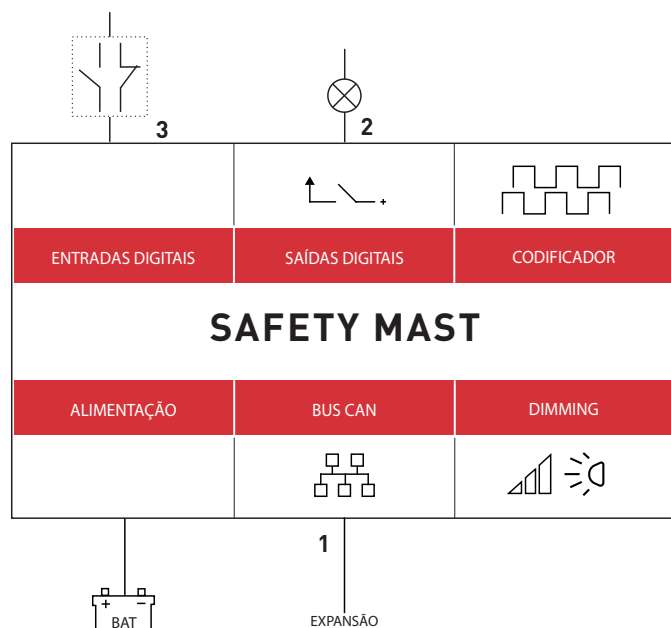 3
2
ENTRADAS DIGITAIS
SAÍDAS DIGITAIS
CODIFICADOR
SAFETY MAST
ALIMENTAÇÃO
BUS CAN
DIMMING
1
+ −
BAT
EXPANSÃO